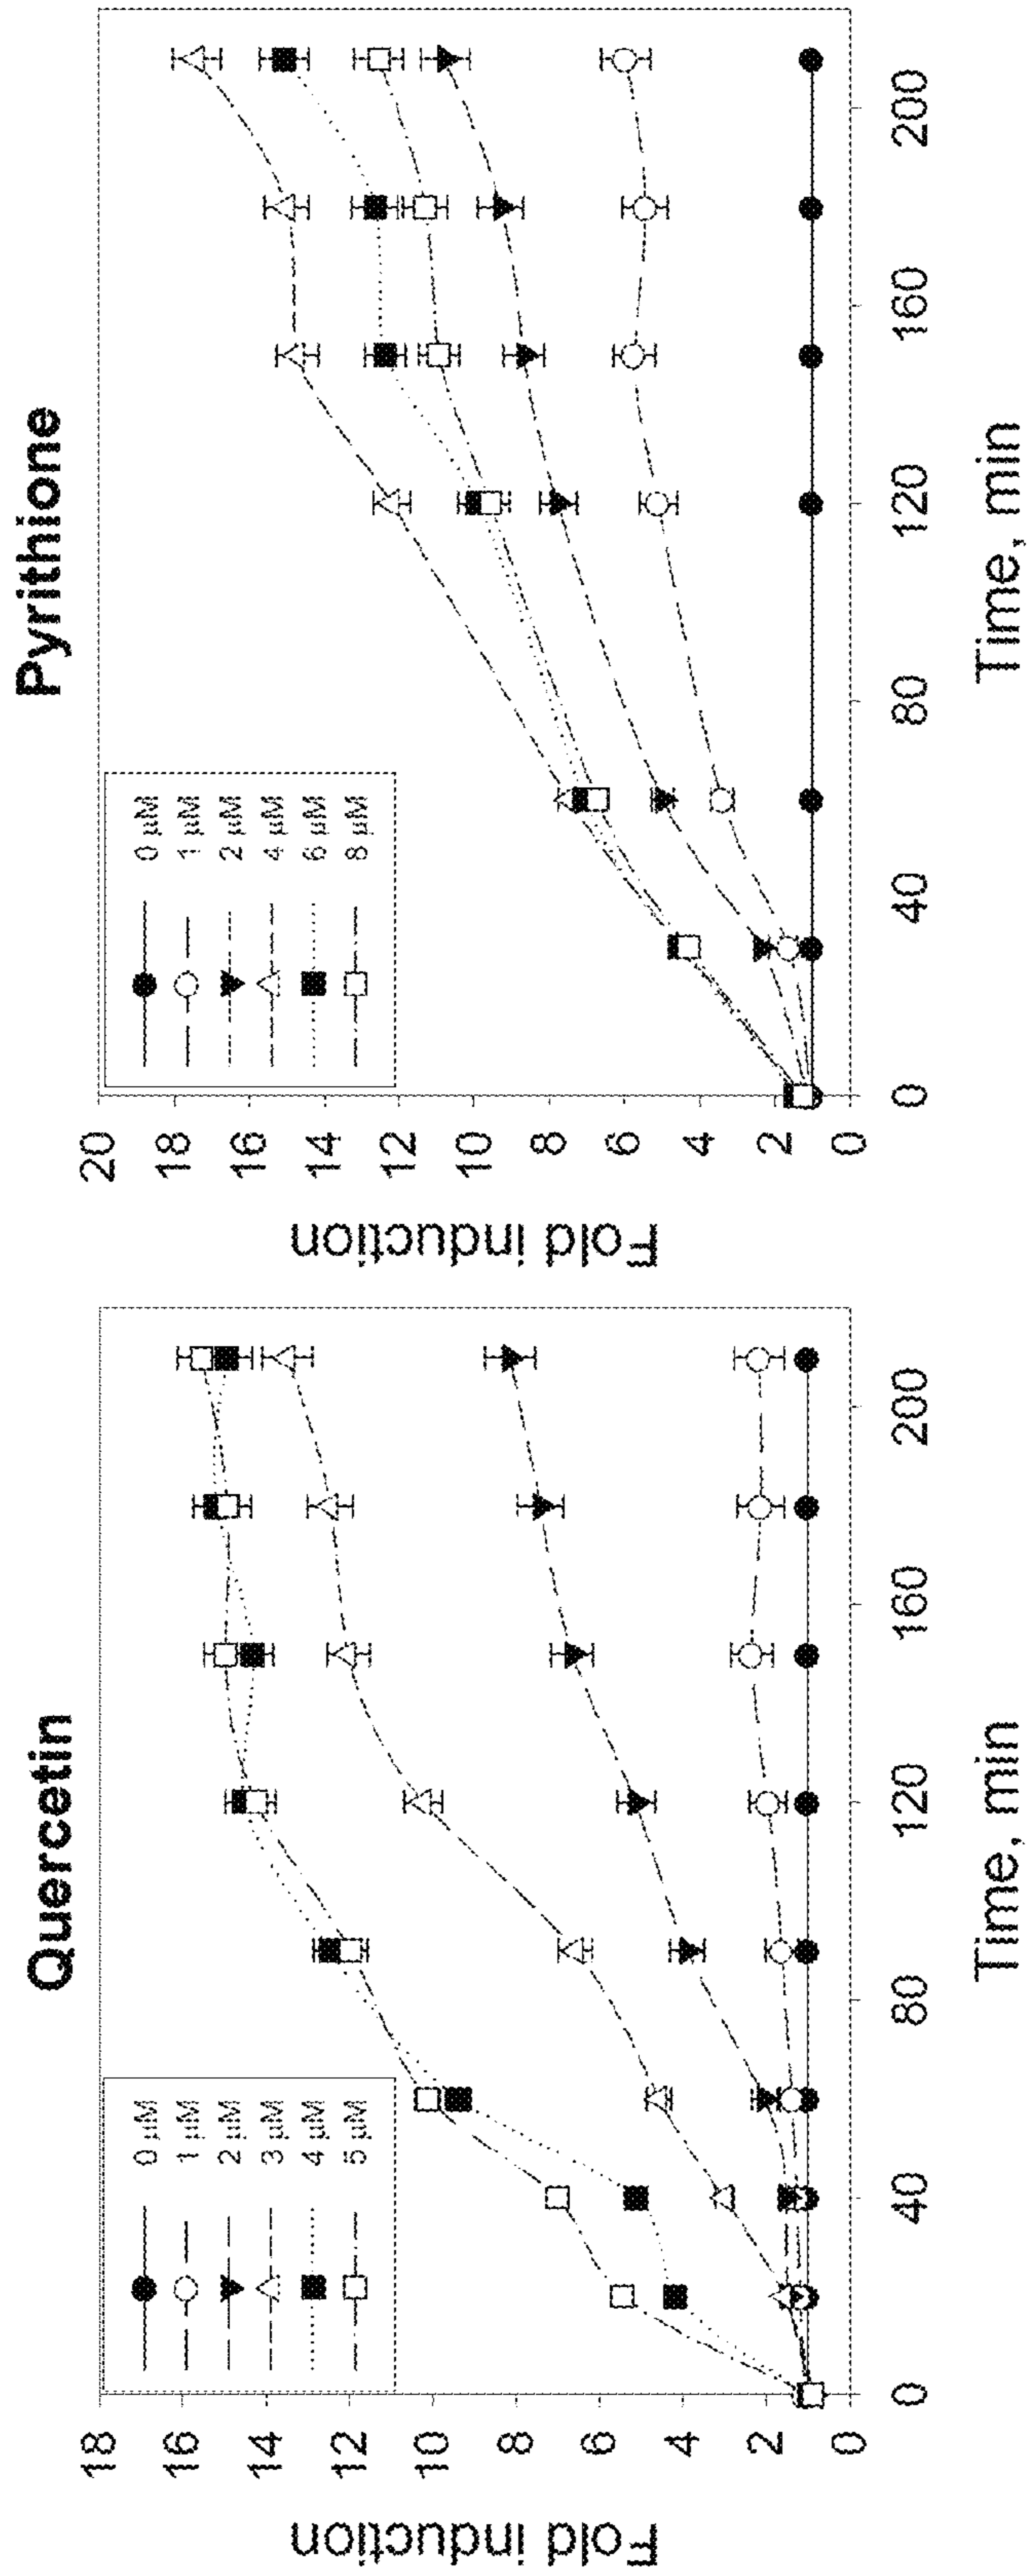 Quercetin
Fold induction
18
16
14
12
10
8
6
4
2
0
0 µM
1 µM
2 µM
3 µM
4 µM
5 µM
0
40
80
120
160
200
Time, min
Pyrithione
Fold induction
20
18
16
14
12
10
8
6
4
2
0
0 µM
1 µM
2 µM
4 µM
6 µM
8 µM
0
40
80
120
160
200
Time, min